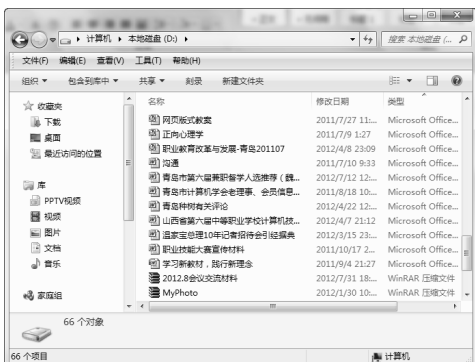 计算机 ▸ 本地磁盘 (D:) ▸
搜索 本地磁盘 (...
文件(F) 编辑(E) 查看(V) 工具(T) 帮助(H)
组织 包含到库中 共享 刻录 新建文件夹
名称 修改日期 类型
收藏夹
下载
桌面
最近访问的位置
库
PPTV视频
视频
图片
文档
音乐
家庭组
网页版式教案 2011/7/27 11:... Microsoft Office...
正向心理学 2011/7/9 1:27 Microsoft Office...
职业教育改革与发展-青岛201107 2012/4/8 23:09 Microsoft Office...
沟通 2011/7/10 9:33 Microsoft Office...
青岛市第六届兼职督学人选推荐（魏... 2012/7/12 12:... Microsoft Office...
青岛市计算机学会老理事、会员信息... 2011/8/18 10:... Microsoft Office...
青岛种树有关评论 2012/4/22 12:... Microsoft Office...
山西省第六届中等职业学校计算机技... 2012/4/7 21:12 Microsoft Office...
温家宝总理10年记者招待会引经据典 2012/3/15 23:... Microsoft Office...
职业技能大赛宣传材料 2011/10/17 2... Microsoft Office...
学习新教材，践行新理念 2011/9/4 21:27 Microsoft Office...
2012.8会议交流材料 2012/7/31 18:... WinRAR 压缩文件
MyPhoto 2012/1/30 10:... WinRAR 压缩文件
66 个对象
66 个项目
计算机